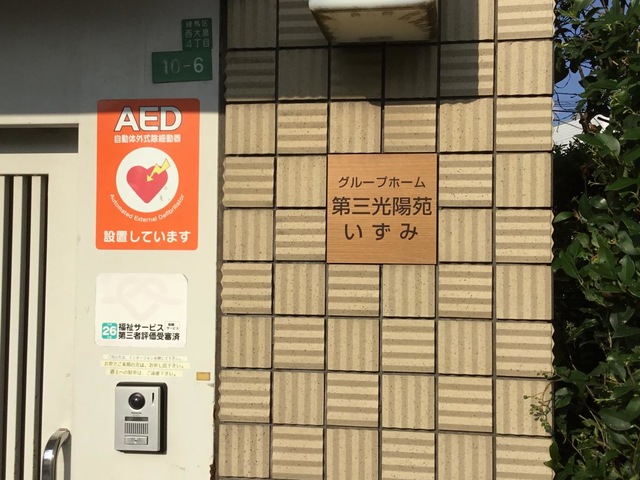 練馬区
西大泉
4丁目
10-6
AED
自動体外式除細動器
Automated External Defibrillator
設置しています
グループホーム
第三光陽苑
いずみ
26
福祉サービス
第三者評価受審済